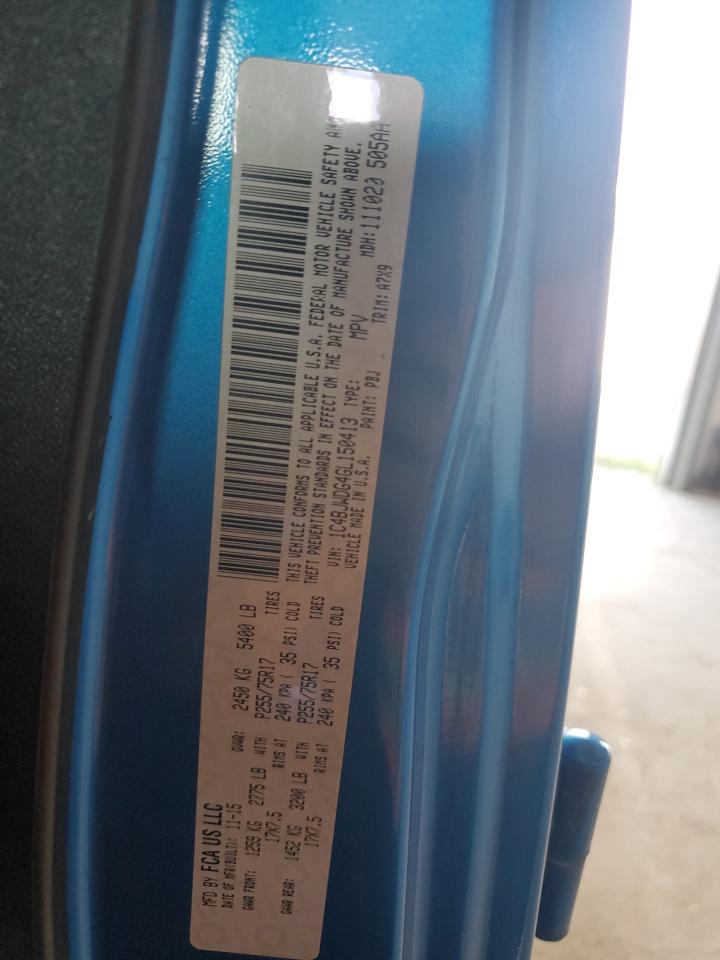 MFD BY FCA US LLC
DATE OF MFR(BUILT): 11-15 GVWR: 2450 KG 5400 LB
GAWR FRONT: 1259 KG 2775 LB WITH P255/75R17 TIRES
17X7.5 RIMS AT 240 KPA ( 35 PSI) COLD
GAWR REAR: 1452 KG 3200 LB WITH P255/75R17 TIRES
17X7.5 RIMS AT 240 KPA ( 35 PSI) COLD
THIS VEHICLE CONFORMS TO ALL APPLICABLE U.S.A. FEDERAL MOTOR VEHICLE SAFETY
THEFT PREVENTION STANDARDS IN EFFECT ON THE DATE OF MANUFACTURE SHOWN ABOVE.
VIN: 1C4BJWDG4GL150413 TYPE: MPV MDH:111020 505AA
VEHICLE MADE IN U.S.A. PAINT: PBJ TRIM: A7X9